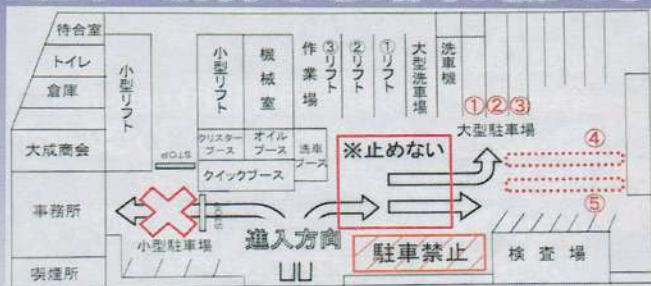 待合室
トイレ
倉庫
大成商会
事務所
喫煙所
小型リフト
STOP
小型リフト
機械室
作業場
③リフト
②リフト
①リフト
大型洗車場
洗車機
クリスターブース
オイルブース
洗車ブース
クイックブース
※止めない
①②③
大型駐車場
④
⑤
小型駐車場
STOP
進入方向
駐車禁止
検査場